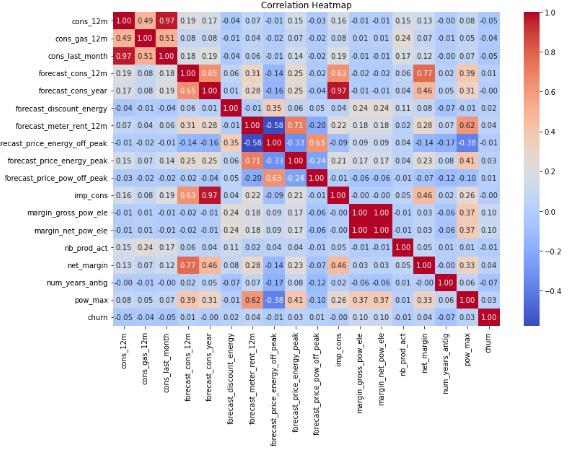 Correlation Heatmap
cons_12m 1.00 0.49 0.97 0.19 0.17 -0.04 0.07 -0.01 0.15 -0.03 0.16 -0.01 -0.01 0.15 0.13 -0.00 0.08 -0.05
cons_gas_12m 0.49 1.00 0.51 0.08 0.08 -0.01 0.04 -0.02 0.07 -0.02 0.08 0.01 0.01 0.24 0.07 -0.01 0.05 -0.04
cons_last_month 0.97 0.51 1.00 0.18 0.19 -0.04 0.06 -0.01 0.14 -0.02 0.19 -0.01 -0.01 0.17 0.12 -0.00 0.07 -0.05
forecast_cons_12m 0.19 0.08 0.18 1.00 0.65 0.06 0.31 -0.14 0.25 -0.02 0.63 -0.02 -0.02 0.06 0.77 0.02 0.39 0.01
forecast_cons_year 0.17 0.08 0.19 0.65 1.00 0.01 0.28 -0.16 0.25 -0.04 0.97 -0.01 -0.01 0.04 0.46 0.05 0.31 -0.00
forecast_discount_energy -0.04 -0.01 -0.04 0.06 0.01 1.00 -0.01 0.35 0.06 0.05 0.04 0.24 0.24 0.11 0.08 -0.07 -0.01 0.02
forecast_meter_rent_12m 0.07 0.04 0.06 0.31 0.28 -0.01 1.00 -0.58 0.71 -0.20 0.22 0.18 0.18 0.02 0.28 0.07 0.62 0.04
recast_price_energy_off_peak -0.01 -0.02 -0.01 -0.14 -0.16 0.35 -0.58 1.00 -0.33 0.63 -0.09 0.09 0.09 0.04 -0.14 -0.17 -0.38 -0.01
forecast_price_energy_peak 0.15 0.07 0.14 0.25 0.25 0.06 0.71 -0.33 1.00 -0.24 0.21 0.17 0.17 0.04 0.23 0.08 0.41 0.03
forecast_price_pow_off_peak -0.03 -0.02 -0.02 -0.02 -0.04 0.05 -0.20 0.63 -0.24 1.00 -0.01 -0.06 -0.06 -0.01 -0.07 -0.12 -0.10 0.01
imp_cons 0.16 0.08 0.19 0.63 0.97 0.04 0.22 -0.09 0.21 -0.01 1.00 -0.00 -0.00 0.05 0.46 0.02 0.26 -0.00
margin_gross_pow_ele -0.01 0.01 -0.01 -0.02 -0.01 0.24 0.18 0.09 0.17 -0.06 -0.00 1.00 1.00 -0.01 0.03 -0.06 0.37 0.10
margin_net_pow_ele -0.01 0.01 -0.01 -0.02 -0.01 0.24 0.18 0.09 0.17 -0.06 -0.00 1.00 1.00 -0.01 0.03 -0.06 0.37 0.10
nb_prod_act 0.15 0.24 0.17 0.06 0.04 0.11 0.02 0.04 0.04 -0.01 0.05 -0.01 -0.01 1.00 0.05 0.01 0.01 -0.01
net_margin 0.13 0.07 0.12 0.77 0.46 0.08 0.28 -0.14 0.23 -0.07 0.46 0.03 0.03 0.05 1.00 -0.00 0.33 0.04
num_years_antig -0.00 -0.01 -0.00 0.02 0.05 -0.07 0.07 -0.17 0.08 -0.12 0.02 -0.06 -0.06 0.01 -0.00 1.00 0.06 -0.07
pow_max 0.08 0.05 0.07 0.39 0.31 -0.01 0.62 -0.38 0.41 -0.10 0.26 0.37 0.37 0.01 0.33 0.06 1.00 0.03
churn -0.05 -0.04 -0.05 0.01 -0.00 0.02 0.04 -0.01 0.03 0.01 -0.00 0.10 0.10 -0.01 0.04 -0.07 0.03 1.00
cons_12m
cons_gas_12m
cons_last_month
forecast_cons_12m
forecast_cons_year
forecast_discount_energy
forecast_meter_rent_12m
forecast_price_energy_off_peak
forecast_price_energy_peak
forecast_price_pow_off_peak
imp_cons
margin_gross_pow_ele
margin_net_pow_ele
nb_prod_act
net_margin
num_years_antig
pow_max
churn
1.0
0.8
0.6
0.4
0.2
0.0
−0.2
−0.4